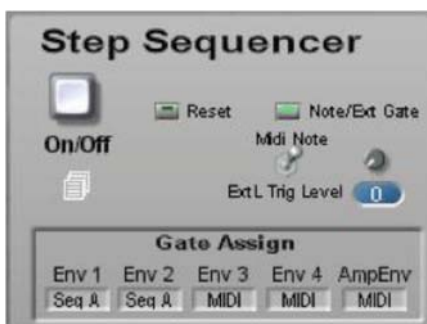 Step Sequencer
Reset
Note/Ext Gate
On/Off
Midi Note
Ext L Trig Level
0
Gate Assign
Env 1 Env 2 Env 3 Env 4 AmpEnv
Seq A Seq A MIDI MIDI MIDI